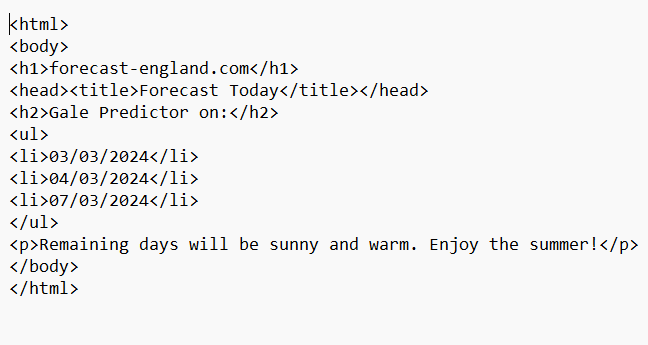 <html>
<body>
<h1>forecast-england.com</h1>
<head><title>Forecast Today</title></head>
<h2>Gale Predictor on:</h2>
<ul>
<li>03/03/2024</li>
<li>04/03/2024</li>
<li>07/03/2024</li>
</ul>
<p>Remaining days will be sunny and warm. Enjoy the summer!</p>
</body>
</html>